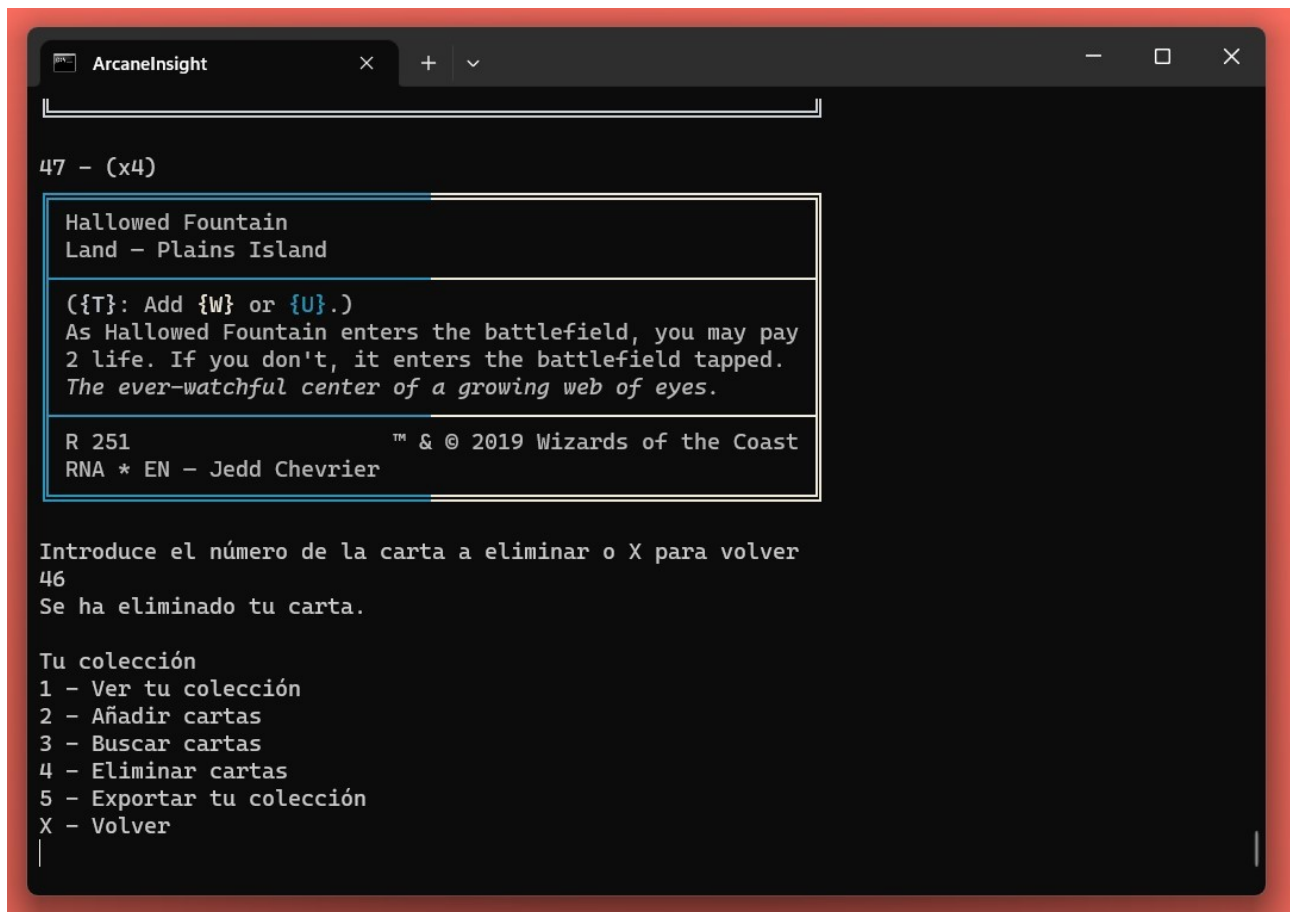 ArcaneInsight
47 – (x4)
Hallowed Fountain
Land – Plains Island
({T}: Add {W} or {U}.)
As Hallowed Fountain enters the battlefield, you may pay
2 life. If you don't, it enters the battlefield tapped.
The ever-watchful center of a growing web of eyes.
R 251 ™ & © 2019 Wizards of the Coast
RNA * EN – Jedd Chevrier
Introduce el número de la carta a eliminar o X para volver
46
Se ha eliminado tu carta.
Tu colección
1 – Ver tu colección
2 – Añadir cartas
3 – Buscar cartas
4 – Eliminar cartas
5 – Exportar tu colección
X – Volver